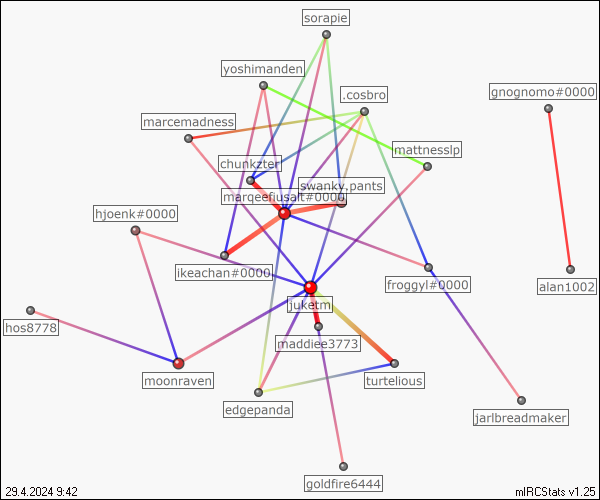 sorapie
yoshimanden
gnognomo#0000
.cosbro
marcemadness
mattnesslp
chunkzter
swanky.pants
marqeefiusalt#0000
hjoenk#0000
ikeachan#0000
froggyl#0000
alan1002
juketm
hos8778
maddiee3773
moonraven
turtelious
edgepanda
jarlbreadmaker
goldfire6444
29.4.2024 9:42
mIRCStats v1.25